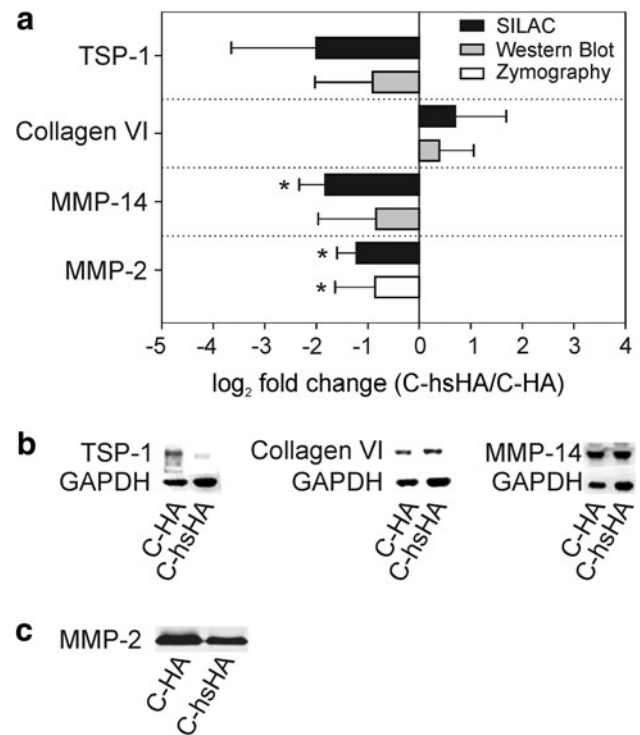 a
SILAC
Western Blot
Zymography
TSP-1
Collagen VI
MMP-14
MMP-2
*
*
*
-5 -4 -3 -2 -1 0 1 2 3 4
log₂ fold change (C-hsHA/C-HA)
b
TSP-1 Collagen VI MMP-14
GAPDH GAPDH GAPDH
C-HA C-hsHA C-HA C-hsHA C-HA C-hsHA
c
MMP-2
C-HA C-hsHA